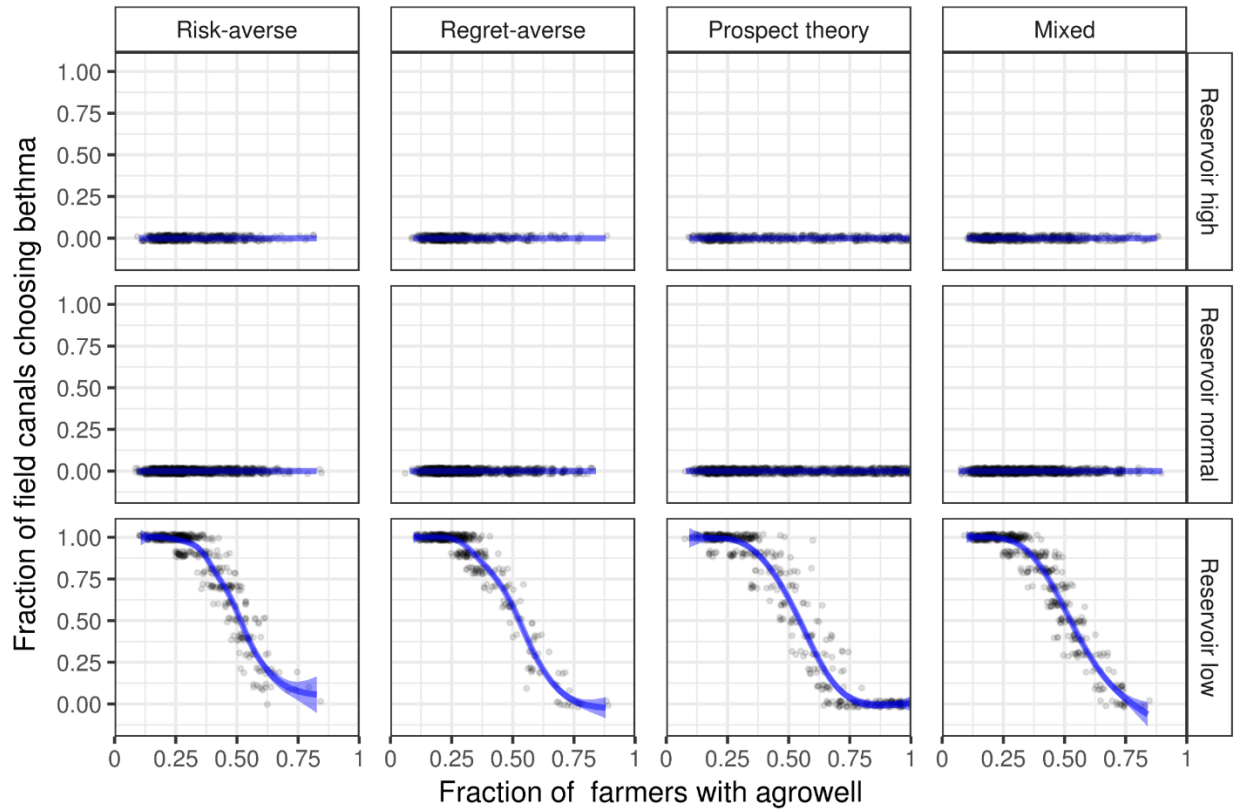 Risk-averse
Regret-averse
Prospect theory
Mixed
Fraction of field canals choosing bethma
1.00
0.75
0.50
0.25
0.00
Reservoir high
1.00
0.75
0.50
0.25
0.00
Reservoir normal
1.00
0.75
0.50
0.25
0.00
Reservoir low
0 0.25 0.50 0.75 1
0 0.25 0.50 0.75 1
0 0.25 0.50 0.75 1
0 0.25 0.50 0.75 1
Fraction of  farmers with agrowell